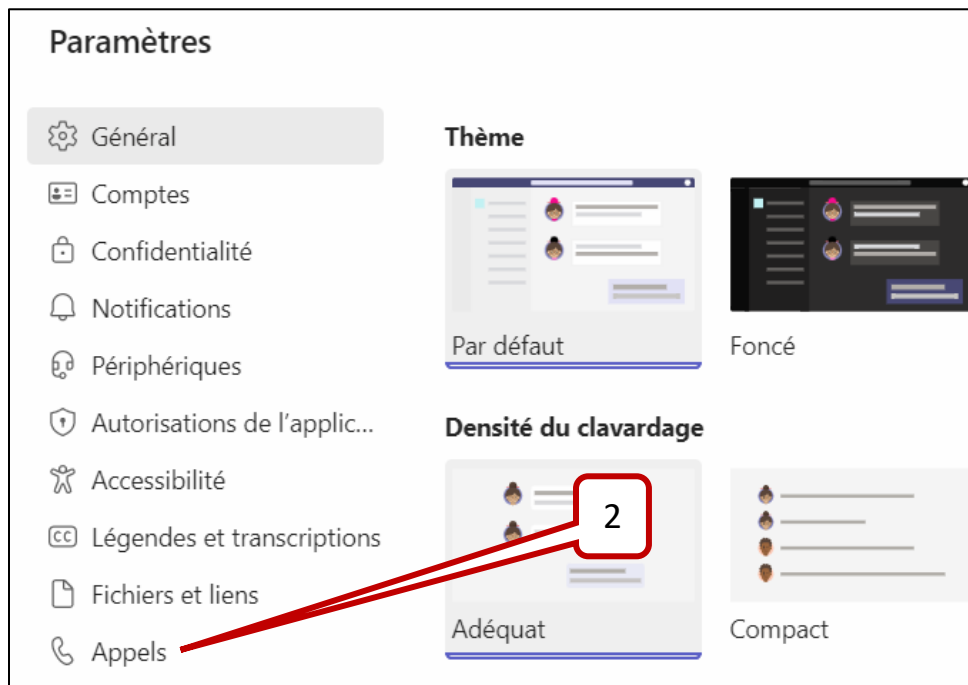 Paramètres
Général
Comptes
Confidentialité
Notifications
Périphériques
Autorisations de l'applic...
Accessibilité
CC Légendes et transcriptions
Fichiers et liens
Appels
Thème
Par défaut
Foncé
Densité du clavardage
2
Adéquat
Compact